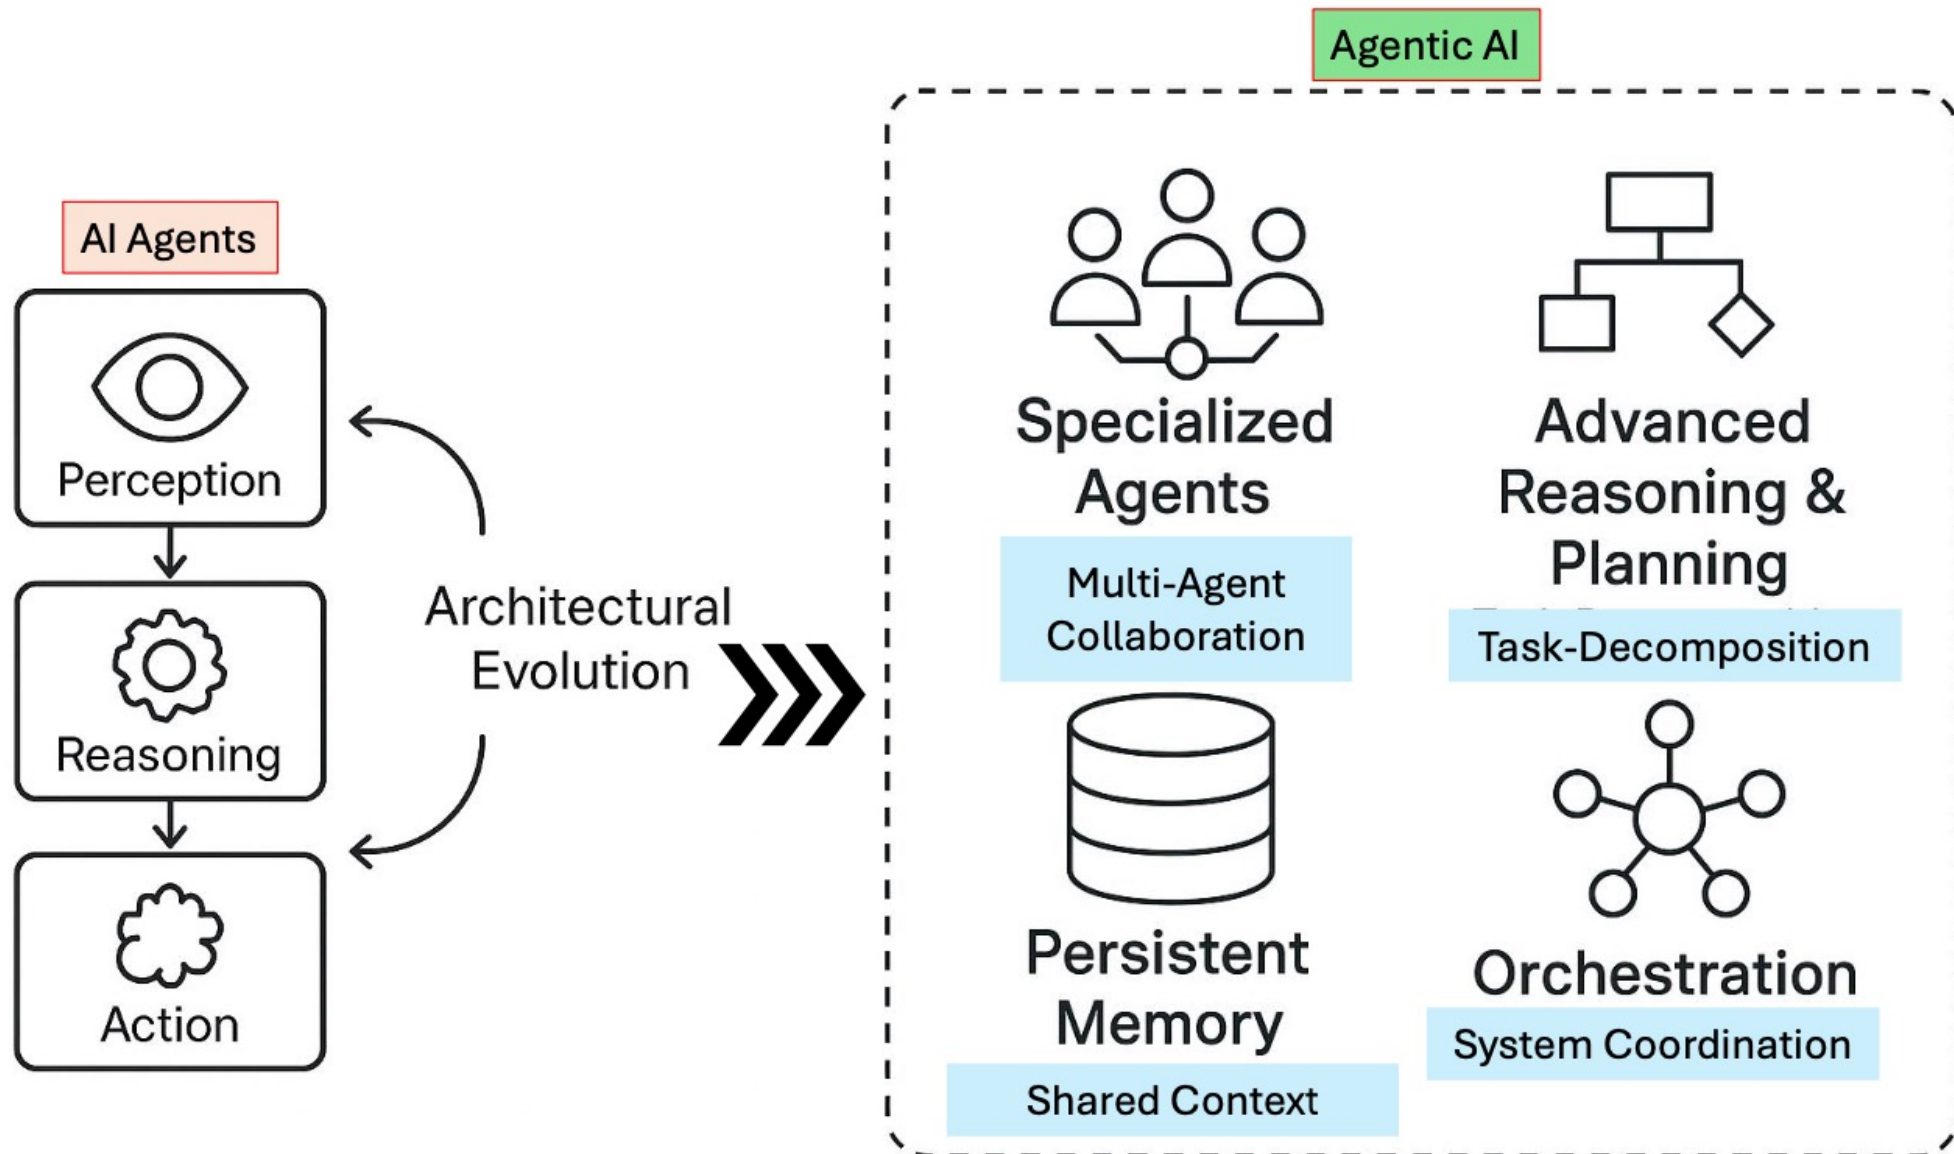 Agentic AI
AI Agents
Perception
Reasoning
Action
Architectural
Evolution
Specialized
Agents
Multi-Agent
Collaboration
Advanced
Reasoning &
Planning
Task-Decomposition
Persistent
Memory
Shared Context
Orchestration
System Coordination